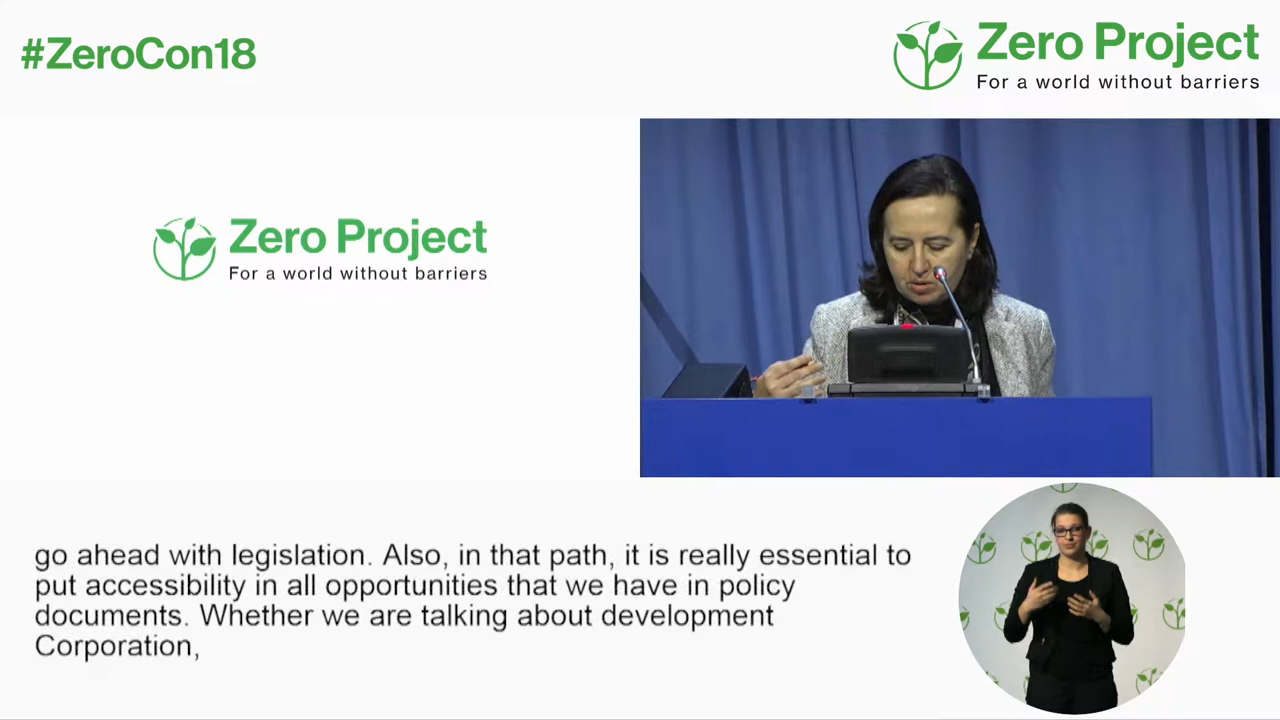 #ZeroCon18
Zero Project
For a world without barriers
Zero Project
For a world without barriers
go ahead with legislation. Also, in that path, it is really essential to
put accessibility in all opportunities that we have in policy
documents. Whether we are talking about development
Corporation,